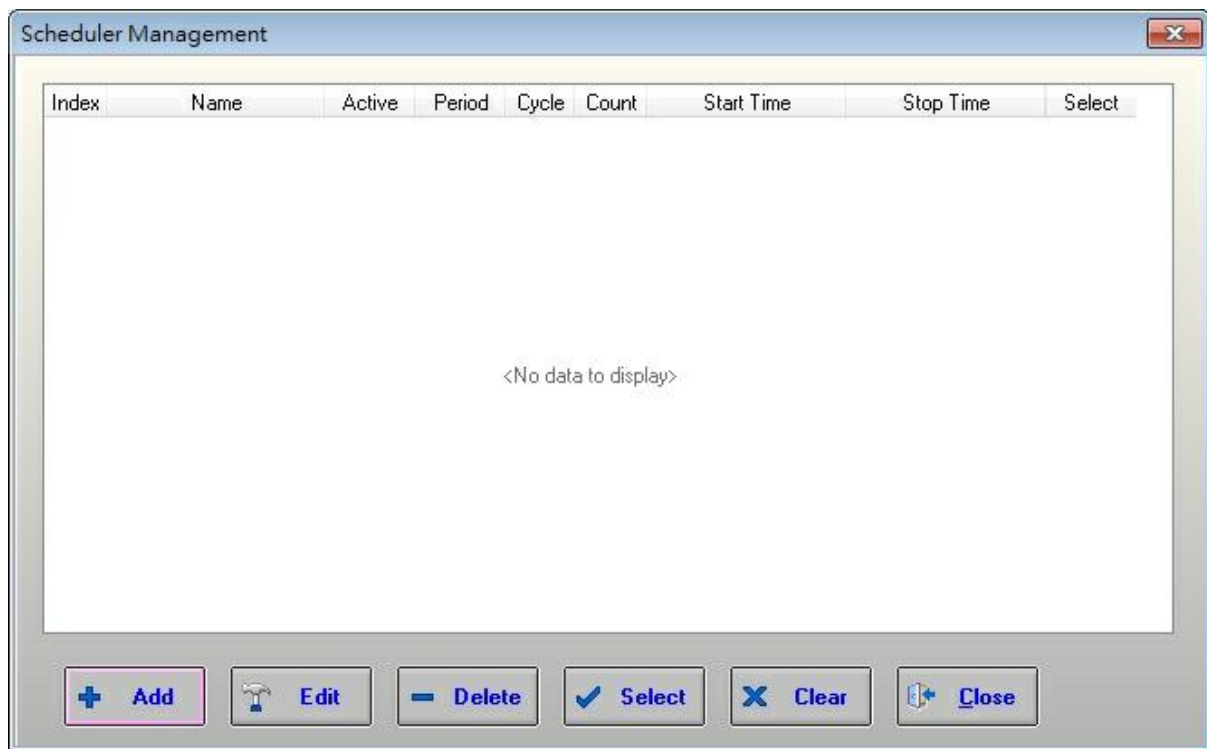 Scheduler Management
Index Name Active Period Cycle Count Start Time Stop Time Select
<No data to display>
Add Edit Delete Select Clear Close